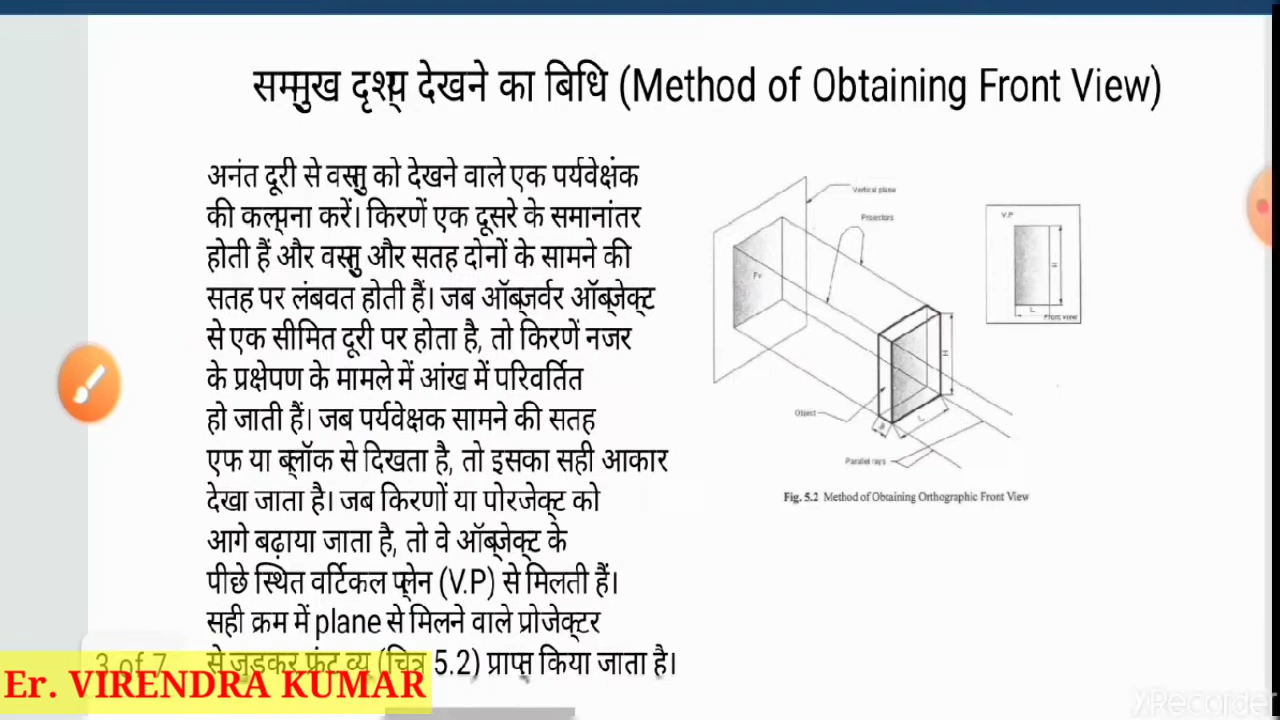 सम्मुख दृश्य देखने का बिधि (Method of Obtaining Front View)
अनंत दूरी से वस्तु को देखने वाले एक पर्यवेक्षंक
की कल्पना करें। किरणें एक दूसरे के समानांतर
होती हैं और वस्तु और सतह दोनों के सामने की
सतह पर लंबवत होती हैं। जब ऑब्जर्वर ऑब्जेक्ट
से एक सीमित दूरी पर होता है, तो किरणें नजर
के प्रक्षेपण के मामले में आंख में परिवर्तित
हो जाती हैं। जब पर्यवेक्षक सामने की सतह
एफ या ब्लॉक से दिखता है, तो इसका सही आकार
देखा जाता है। जब किरणों या पोरजेक्ट को
आगे बढ़ाया जाता है, तो वे ऑब्जेक्ट के
पीछे स्थित वर्टिकल प्लेन (V.P) से मिलती हैं।
सही क्रम में plane से मिलने वाले प्रोजेक्टर
से जुड़कर फ्रंट व्यू (चित्र 5.2) प्राप्त किया जाता है।
Vertical plane
Projectors
Fv
H
Object
L
Parallel rays
V.P
H
L
Front view
Fig. 5.2 Method of Obtaining Orthographic Front View
3 of 7
Er. VIRENDRA KUMAR
XRecorder